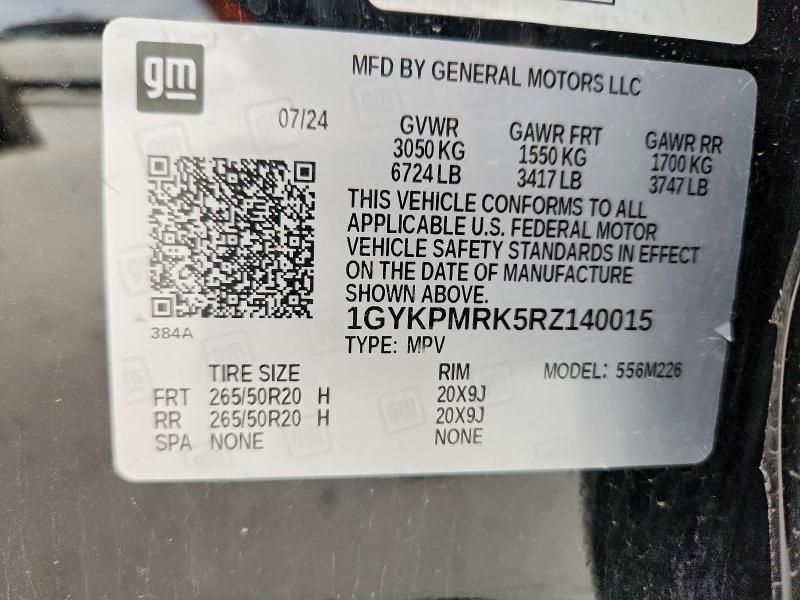 gm
MFD BY GENERAL MOTORS LLC
07/24
GVWR GAWR FRT GAWR RR
3050 KG 1550 KG 1700 KG
6724 LB 3417 LB 3747 LB
THIS VEHICLE CONFORMS TO ALL
APPLICABLE U.S. FEDERAL MOTOR
VEHICLE SAFETY STANDARDS IN EFFECT
ON THE DATE OF MANUFACTURE
SHOWN ABOVE.
1GYKPMRK5RZ140015
384A
TYPE: MPV
TIRE SIZE RIM MODEL: 556M226
FRT 265/50R20 H 20X9J
RR 265/50R20 H 20X9J
SPA NONE NONE